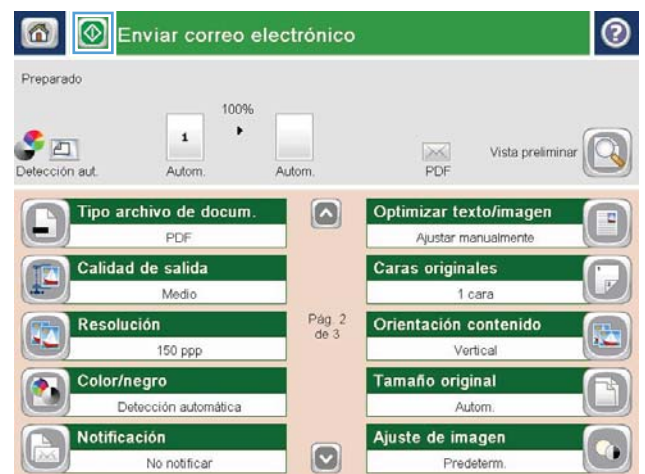 Enviar correo electrónico
?
Preparado
100%
1
Detección aut.
Autom.
Autom.
PDF
Vista preliminar
Tipo archivo de docum.
PDF
Calidad de salida
Medio
Resolución
150 ppp
Color/negro
Detección automática
Notificación
No notificar
Pág. 2
de 3
Optimizar texto/imagen
Ajustar manualmente
Caras originales
1 cara
Orientación contenido
Vertical
Tamaño original
Autom.
Ajuste de imagen
Predeterm.